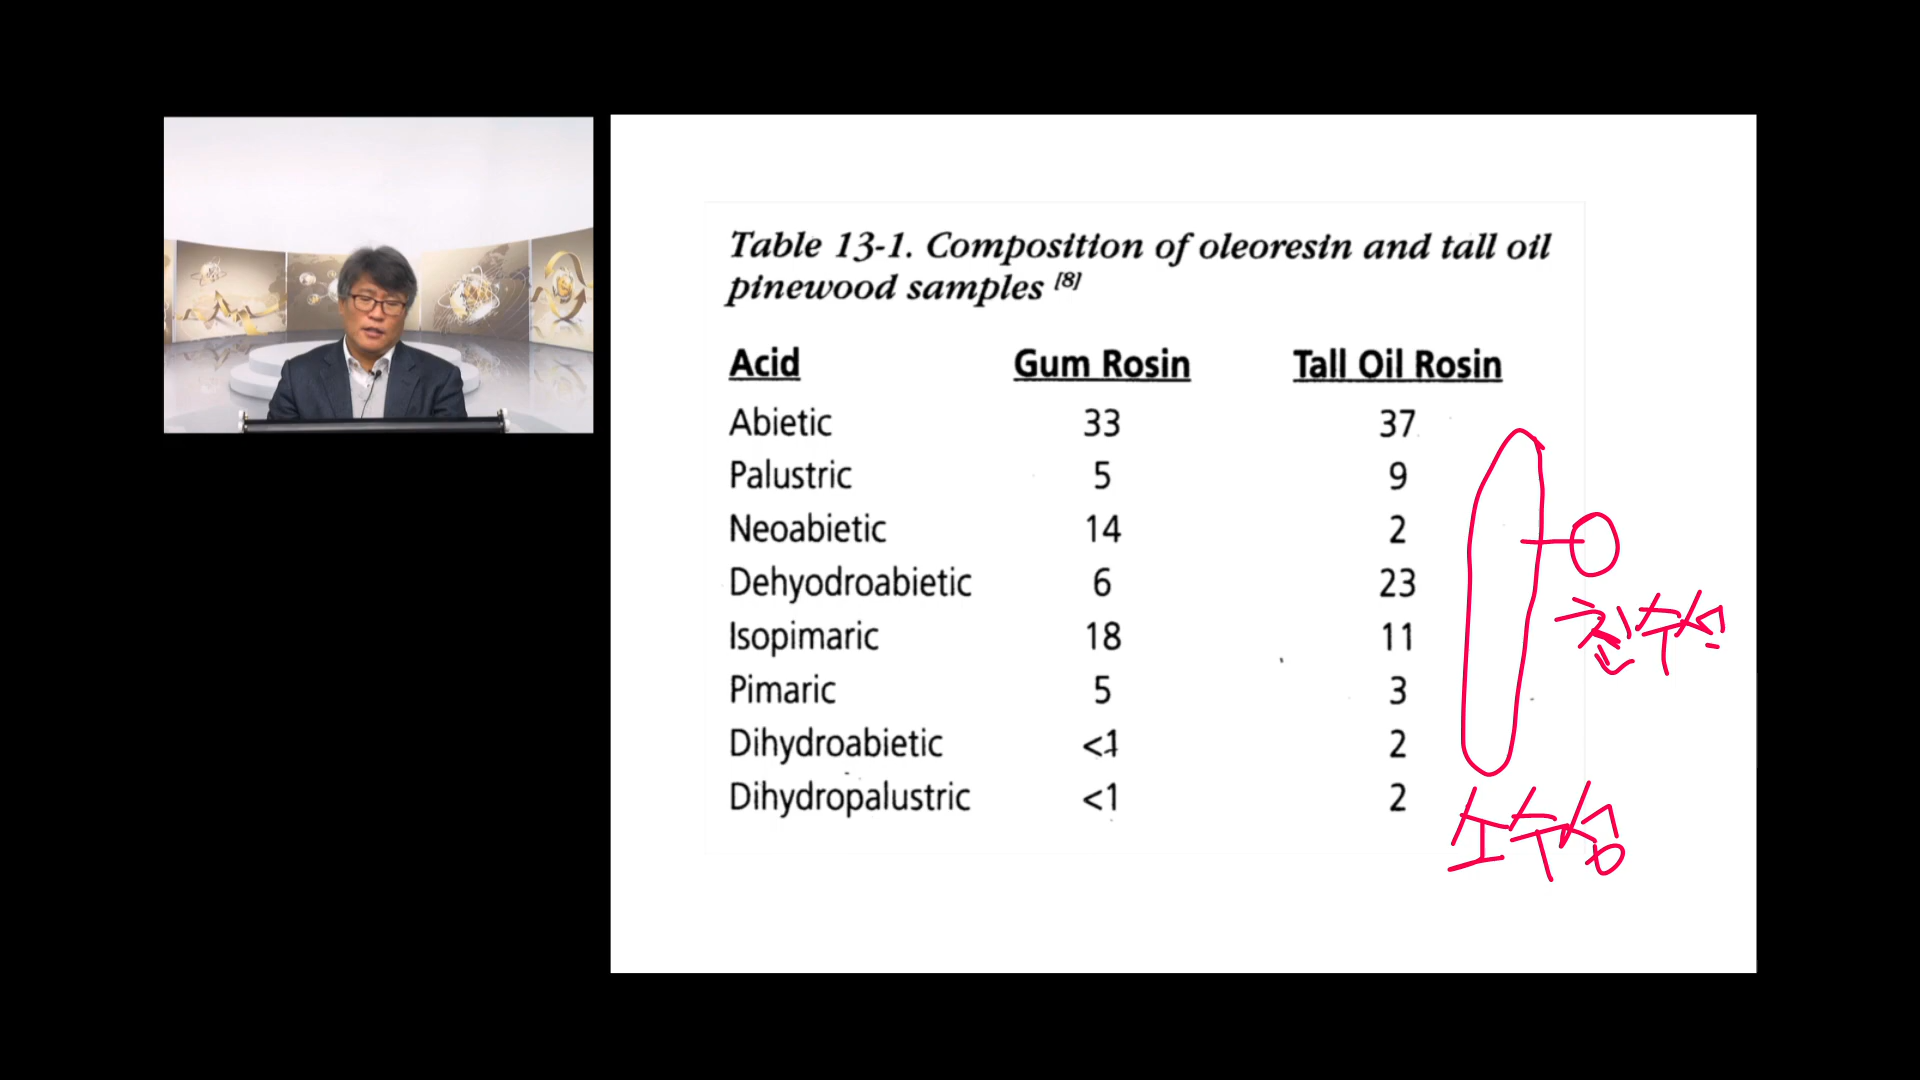 Table 13-1. Composition of oleoresin and tall oil
pinewood samples [8]
Acid Gum Rosin Tall Oil Rosin
Abietic 33 37
Palustric 5 9
Neoabietic 14 2
Dehyodroabietic 6 23
Isopimaric 18 11
Pimaric 5 3
Dihydroabietic <1 2
Dihydropalustric <1 2
친수성
소수성